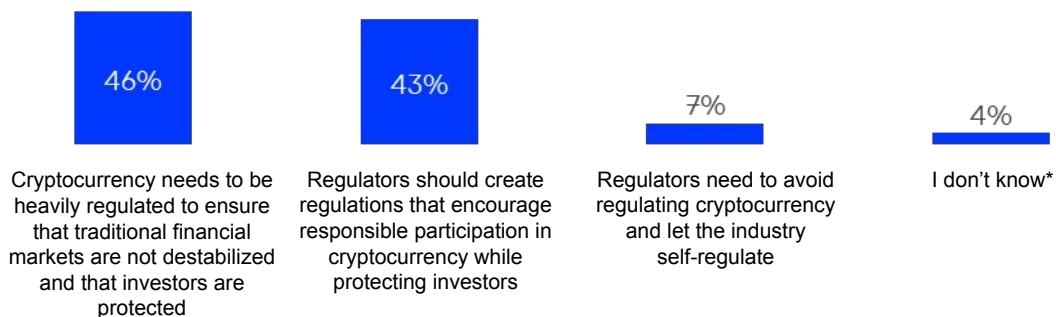 46%
43%
7%
4%
Cryptocurrency needs to be
heavily regulated to ensure
that traditional financial
markets are not destabilized
and that investors are
protected
Regulators should create
regulations that encourage
responsible participation in
cryptocurrency while
protecting investors
Regulators need to avoid
regulating cryptocurrency
and let the industry
self-regulate
I don’t know*